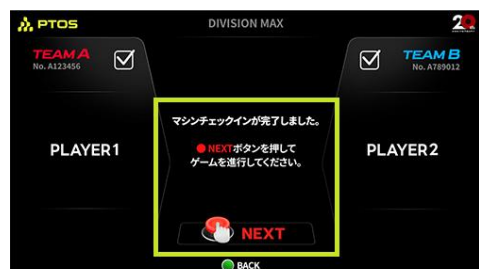 PTOS
DIVISION MAX
20
TEAM A
No. A123456
TEAM B
No. A789012
PLAYER1
マシンチェックインが完了しました。
NEXTボタンを押して
ゲームを進行してください。
PLAYER2
NEXT
BACK